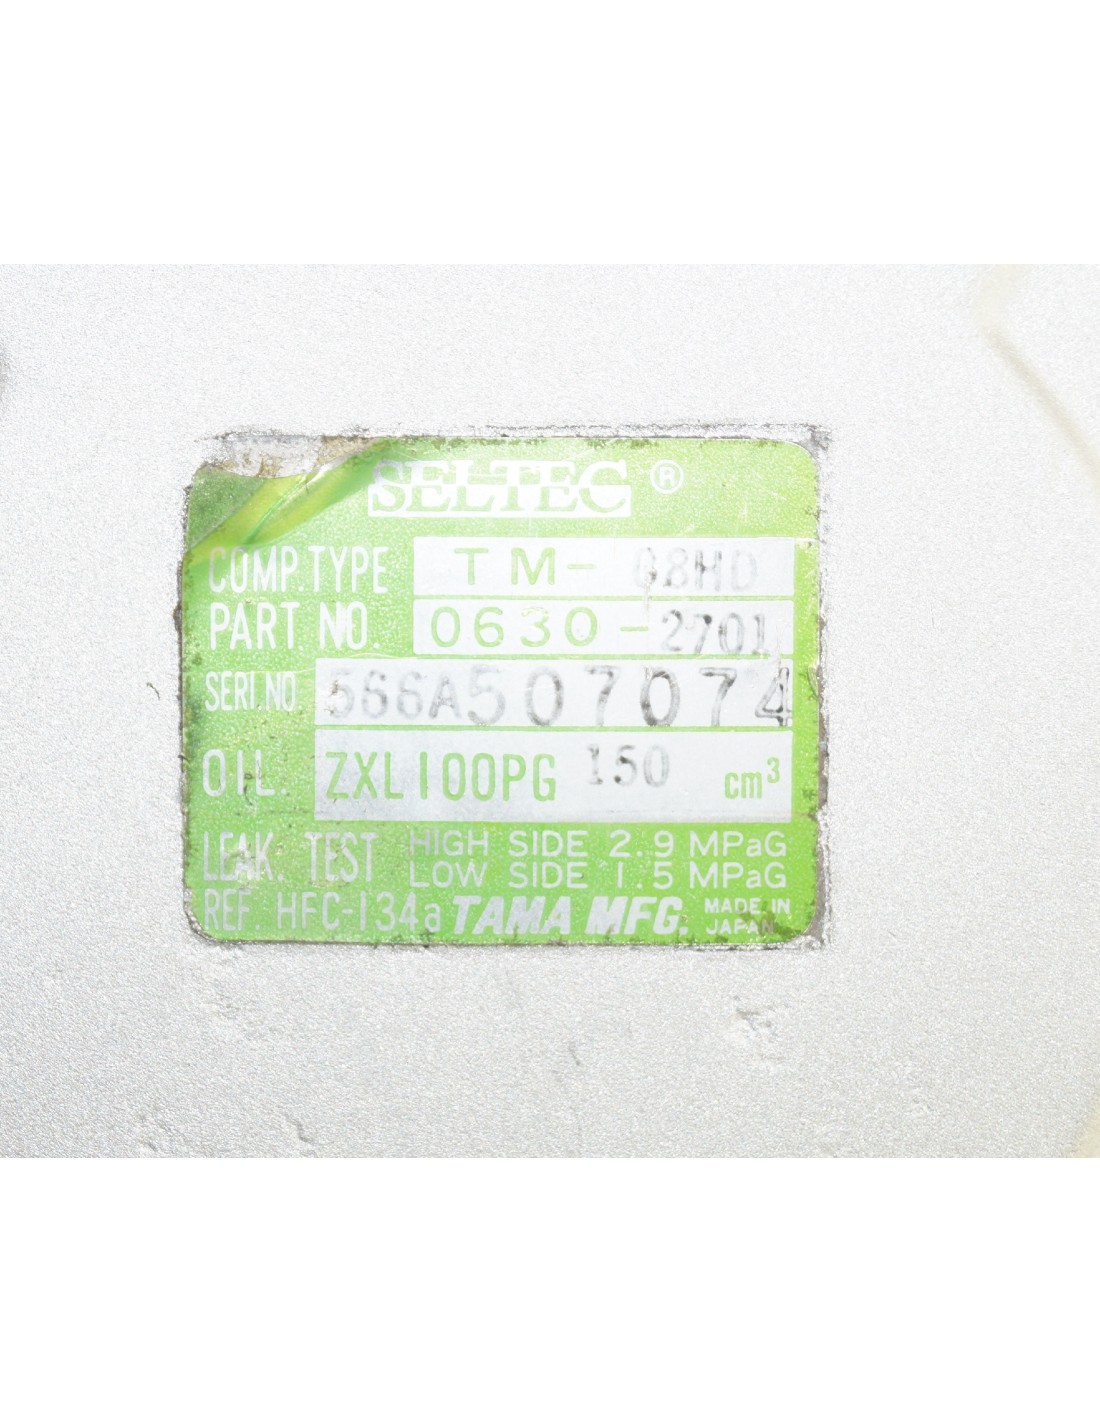 SELTEC ®
COMP.TYPE TM-08HD
PART NO. 0630-2701
SERI.NO. 566A507074
OIL. ZXL100PG 150 cm³
LEAK. TEST HIGH SIDE 2.9 MPaG
LOW SIDE 1.5 MPaG
REF. HFC-134a TAMA MFG. MADE IN JAPAN